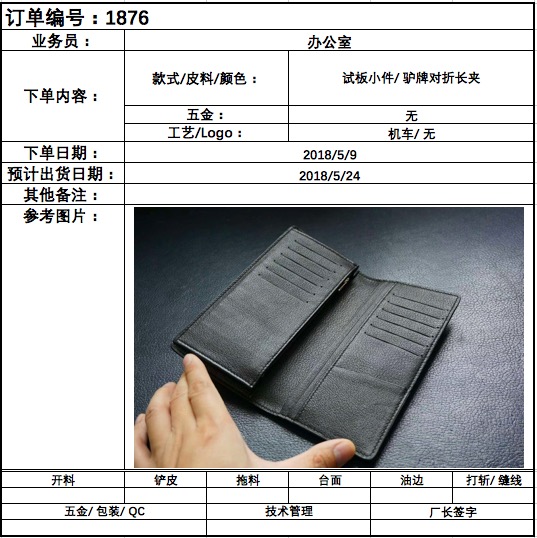 订单编号：1876
业务员： 办公室
下单内容： 款式/皮料/颜色： 试板小件/ 驴牌对折长夹
五金： 无
工艺/Logo： 机车/ 无
下单日期： 2018/5/9
预计出货日期： 2018/5/24
其他备注：
参考图片：
开料 铲皮 拖料 台面 油边 打斩/ 缝线
五金/ 包装/ QC 技术管理 厂长签字